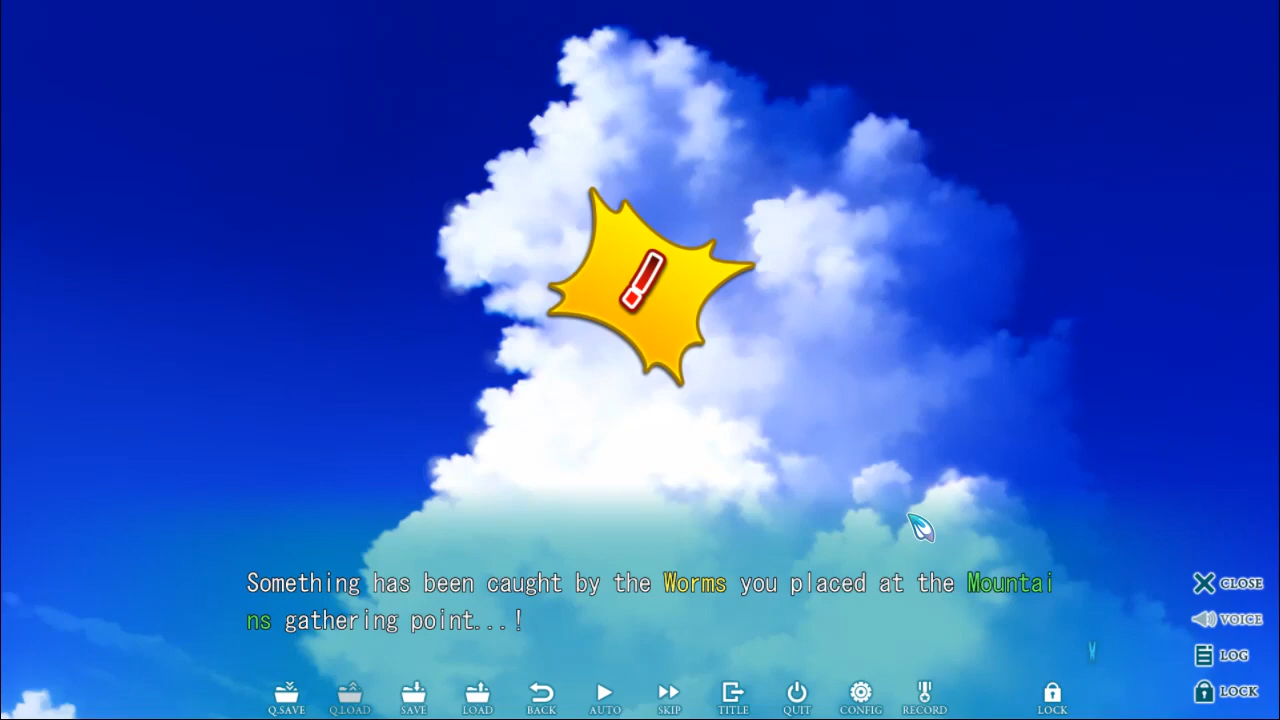 Something has been caught by the Worms you placed at the Mountai
ns gathering point...!
CLOSE
VOICE
LOG
LOCK
Q.SAVE Q.LOAD SAVE LOAD BACK AUTO SKIP TITLE QUIT CONFIG RECORD LOCK